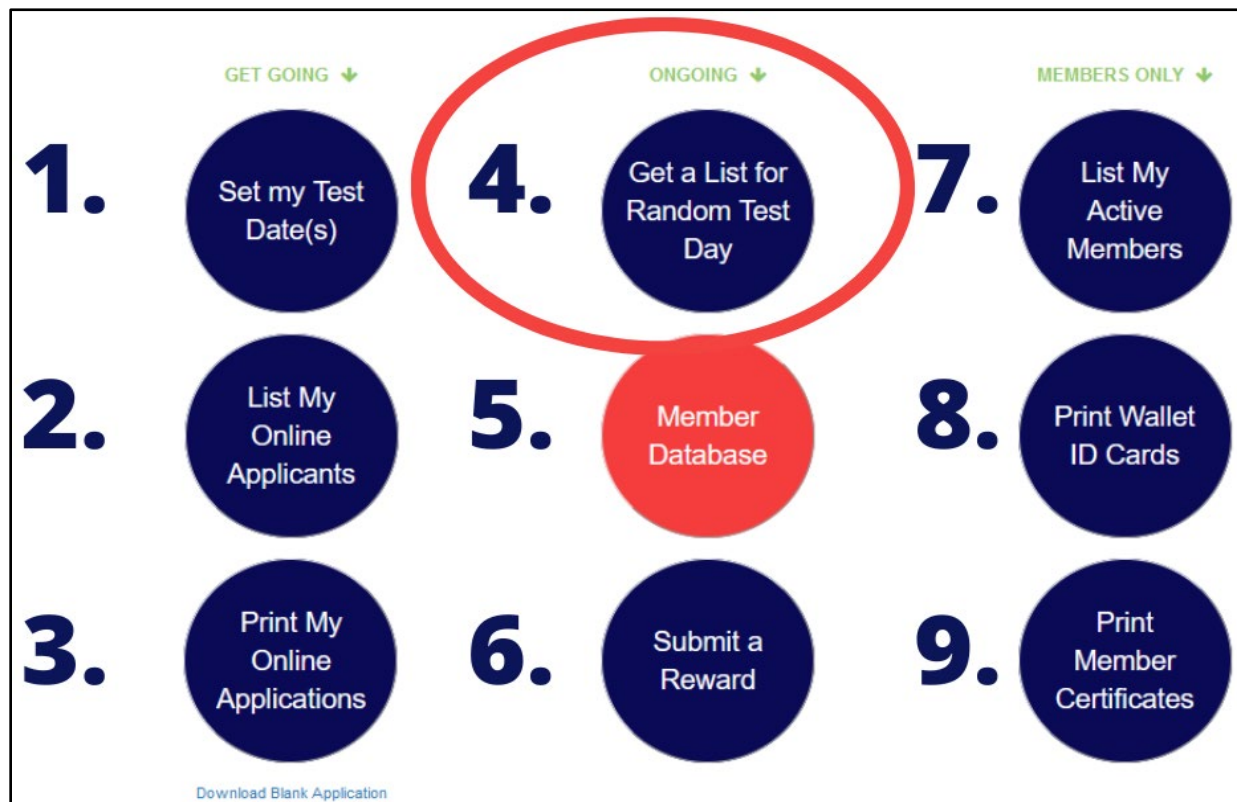 GET GOING
1.
Set my Test
Date(s)
2.
List My
Online
Applicants
3.
Print My
Online
Applications
Download Blank Application
ONGOING
4.
Get a List for
Random Test
Day
5.
Member
Database
6.
Submit a
Reward
MEMBERS ONLY
7.
List My
Active
Members
8.
Print Wallet
ID Cards
9.
Print
Member
Certificates